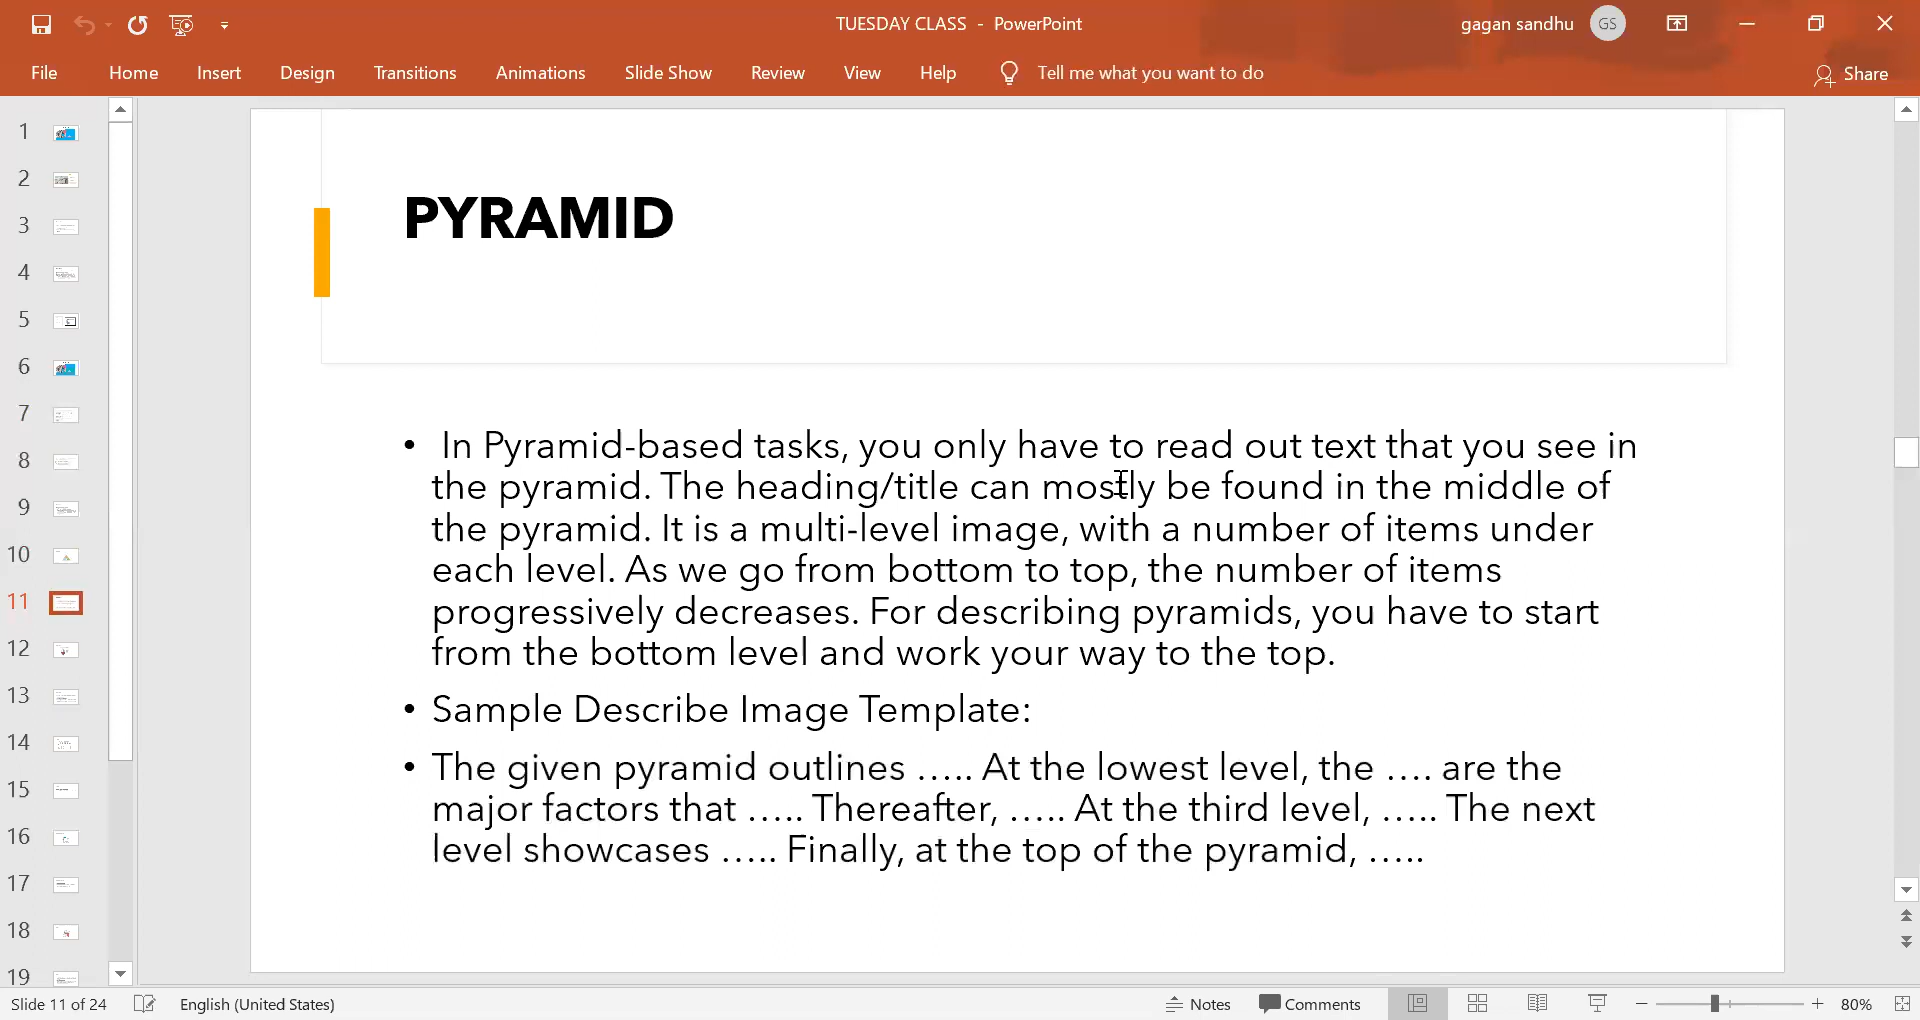 TUESDAY CLASS - PowerPoint
gagan sandhu
GS
File Home Insert Design Transitions Animations Slide Show Review View Help Tell me what you want to do
Share
1
2
3
4
5
6
7
8
9
10
11
12
13
14
15
16
17
18
19
PYRAMID
• In Pyramid-based tasks, you only have to read out text that you see in
the pyramid. The heading/title can mostly be found in the middle of
the pyramid. It is a multi-level image, with a number of items under
each level. As we go from bottom to top, the number of items
progressively decreases. For describing pyramids, you have to start
from the bottom level and work your way to the top.
• Sample Describe Image Template:
• The given pyramid outlines ….. At the lowest level, the …. are the
major factors that ….. Thereafter, ….. At the third level, ….. The next
level showcases ….. Finally, at the top of the pyramid, …..
Slide 11 of 24
English (United States)
Notes
Comments
80%